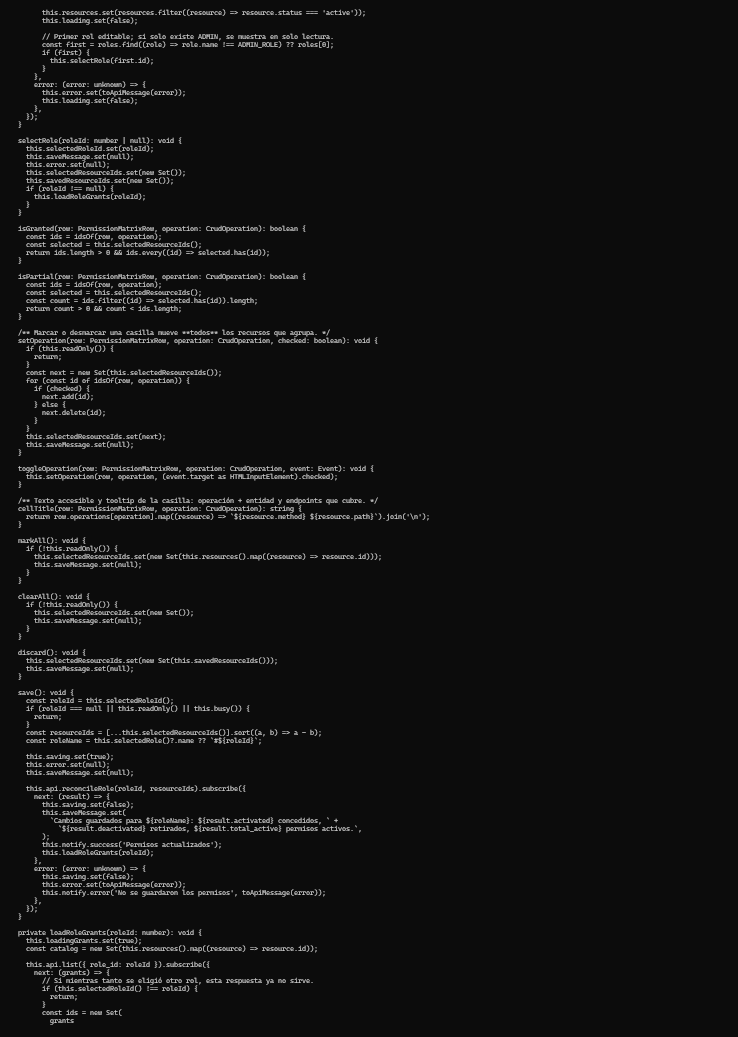 this.resources.set(resources.filter((resource) => resource.status === 'active'));
this.loading.set(false);

// Primer rol editable; si solo existe ADMIN, se muestra en solo lectura.
const first = roles.find((role) => role.name !== ADMIN_ROLE) ?? roles[0];
if (first) {
this.selectRole(first.id);
}
},
error: (error: unknown) => {
this.error.set(toApiMessage(error));
this.loading.set(false);
},
});
}

selectRole(roleId: number | null): void {
this.selectedRoleId.set(roleId);
this.saveMessage.set(null);
this.error.set(null);
this.selectedResourceIds.set(new Set());
this.savedResourceIds.set(new Set());
if (roleId !== null) {
this.loadRoleGrants(roleId);
}
}

isGranted(row: PermissionMatrixRow, operation: CrudOperation): boolean {
const ids = idsOf(row, operation);
const selected = this.selectedResourceIds();
return ids.length > 0 && ids.every((id) => selected.has(id));
}

isPartial(row: PermissionMatrixRow, operation: CrudOperation): boolean {
const ids = idsOf(row, operation);
const selected = this.selectedResourceIds();
const count = ids.filter((id) => selected.has(id)).length;
return count > 0 && count < ids.length;
}

/** Marcar o desmarcar una casilla mueve **todos** los recursos que agrupa. */
setOperation(row: PermissionMatrixRow, operation: CrudOperation, checked: boolean): void {
if (this.readOnly()) {
return;
}
const next = new Set(this.selectedResourceIds());
for (const id of idsOf(row, operation)) {
if (checked) {
next.add(id);
} else {
next.delete(id);
}
}
this.selectedResourceIds.set(next);
this.saveMessage.set(null);
}

toggleOperation(row: PermissionMatrixRow, operation: CrudOperation, event: Event): void {
this.setOperation(row, operation, (event.target as HTMLInputElement).checked);
}

/** Texto accesible y tooltip de la casilla: operación + entidad y endpoints que cubre. */
cellTitle(row: PermissionMatrixRow, operation: CrudOperation): string {
return row.operations[operation].map((resource) => `${resource.method} ${resource.path}`).join('\n');
}

markAll(): void {
if (!this.readOnly()) {
this.selectedResourceIds.set(new Set(this.resources().map((resource) => resource.id)));
this.saveMessage.set(null);
}
}

clearAll(): void {
if (!this.readOnly()) {
this.selectedResourceIds.set(new Set());
this.saveMessage.set(null);
}
}

discard(): void {
this.selectedResourceIds.set(new Set(this.savedResourceIds()));
this.saveMessage.set(null);
}

save(): void {
const roleId = this.selectedRoleId();
if (roleId === null || this.readOnly() || this.busy()) {
return;
}
const resourceIds = [...this.selectedResourceIds()].sort((a, b) => a - b);
const roleName = this.selectedRole()?.name ?? `#${roleId}`;

this.saving.set(true);
this.error.set(null);
this.saveMessage.set(null);

this.api.reconcileRole(roleId, resourceIds).subscribe({
next: (result) => {
this.saving.set(false);
this.saveMessage.set(
`Cambios guardados para ${roleName}: ${result.activated} concedidos, ` +
`${result.deactivated} retirados, ${result.total_active} permisos activos.`,
);
this.notify.success('Permisos actualizados');
this.loadRoleGrants(roleId);
},
error: (error: unknown) => {
this.saving.set(false);
this.error.set(toApiMessage(error));
this.notify.error('No se guardaron los permisos', toApiMessage(error));
},
});
}

private loadRoleGrants(roleId: number): void {
this.loadingGrants.set(true);
const catalog = new Set(this.resources().map((resource) => resource.id));

this.api.list({ role_id: roleId }).subscribe({
next: (grants) => {
// Si mientras tanto se eligió otro rol, esta respuesta ya no sirve.
if (this.selectedRoleId() !== roleId) {
return;
}
const ids = new Set(
grants